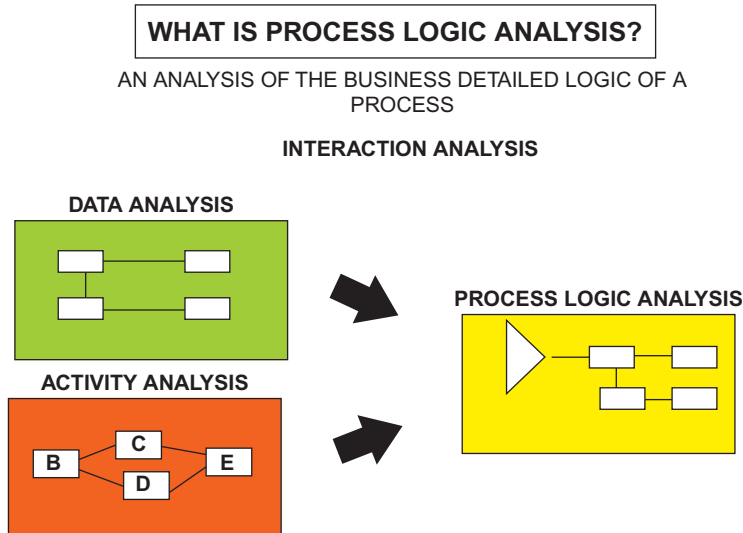 WHAT IS PROCESS LOGIC ANALYSIS?
AN ANALYSIS OF THE BUSINESS DETAILED LOGIC OF A
PROCESS
INTERACTION ANALYSIS
DATA ANALYSIS
PROCESS LOGIC ANALYSIS
ACTIVITY ANALYSIS
C
B
E
D